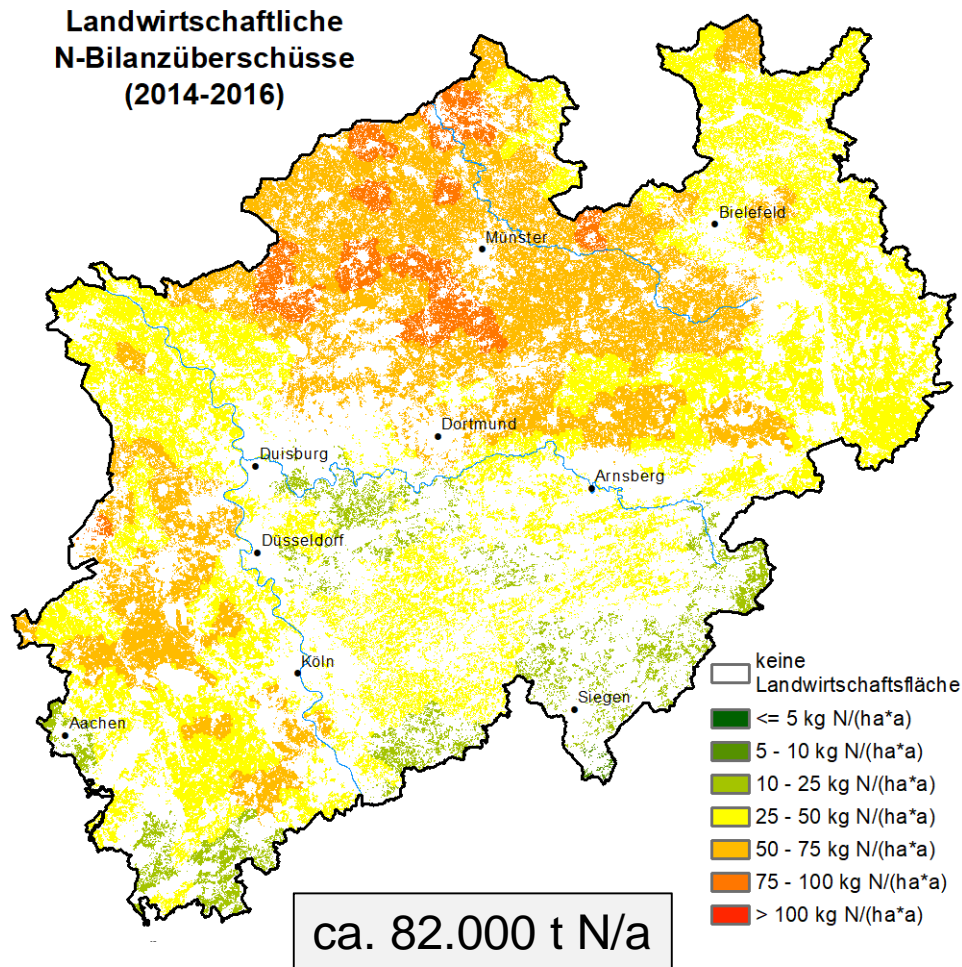 Landwirtschaftliche
N-Bilanzüberschüsse
(2014-2016)
Bielefeld
Münster
Dortmund
Duisburg
Arnsberg
Düsseldorf
Köln
Siegen
Aachen
keine
Landwirtschaftsfläche
<= 5 kg N/(ha*a)
5 - 10 kg N/(ha*a)
10 - 25 kg N/(ha*a)
25 - 50 kg N/(ha*a)
50 - 75 kg N/(ha*a)
75 - 100 kg N/(ha*a)
> 100 kg N/(ha*a)
ca. 82.000 t N/a